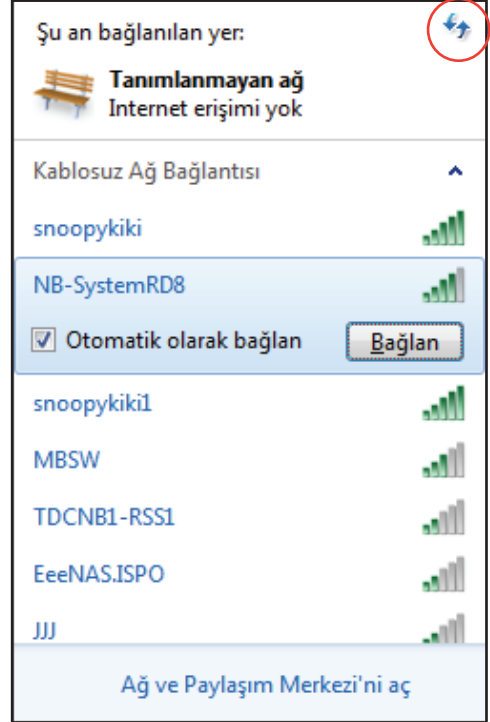 Şu an bağlanılan yer:
Tanımlanmayan ağ
Internet erişimi yok
Kablosuz Ağ Bağlantısı
snoopykiki
NB-SystemRD8
Otomatik olarak bağlan
Bağlan
snoopykiki1
MBSW
TDCNB1-RSS1
EeeNAS.ISPO
JJJ
Ağ ve Paylaşım Merkezi'ni aç